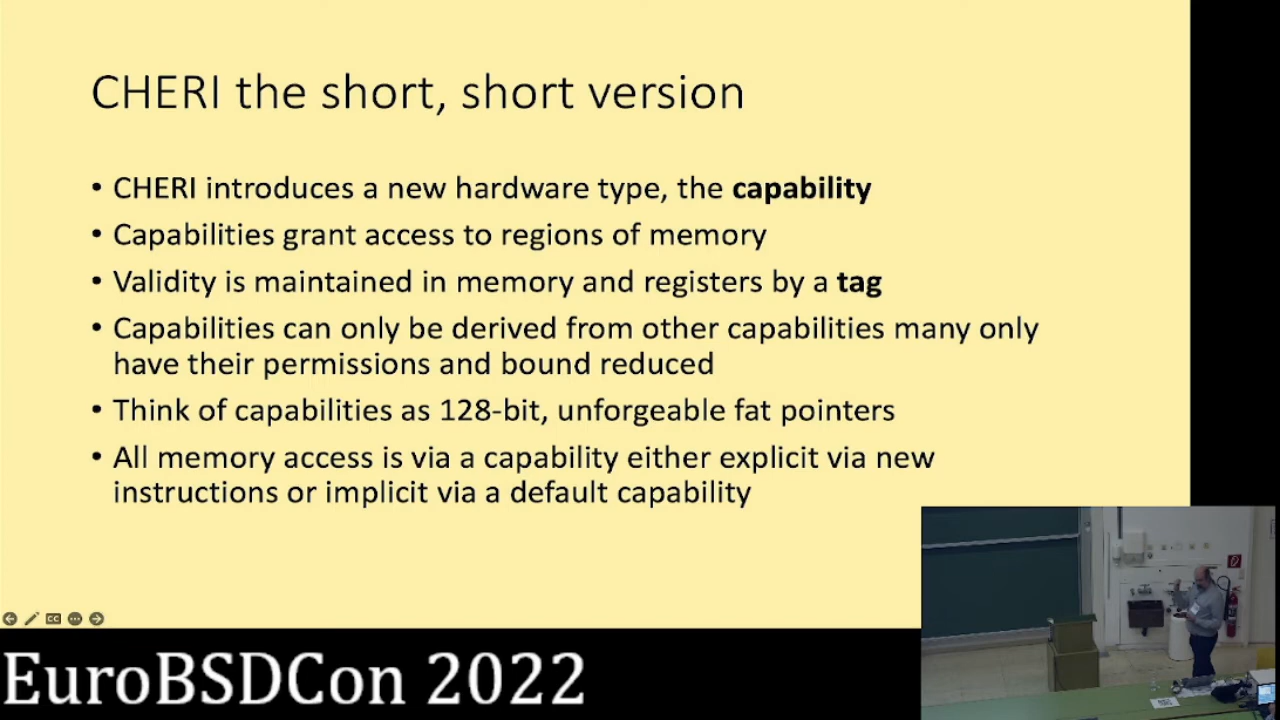 CHERI the short, short version
• CHERI introduces a new hardware type, the capability
• Capabilities grant access to regions of memory
• Validity is maintained in memory and registers by a tag
• Capabilities can only be derived from other capabilities many only
have their permissions and bound reduced
• Think of capabilities as 128-bit, unforgeable fat pointers
• All memory access is via a capability either explicit via new
instructions or implicit via a default capability
CC
EuroBSDCon 2022